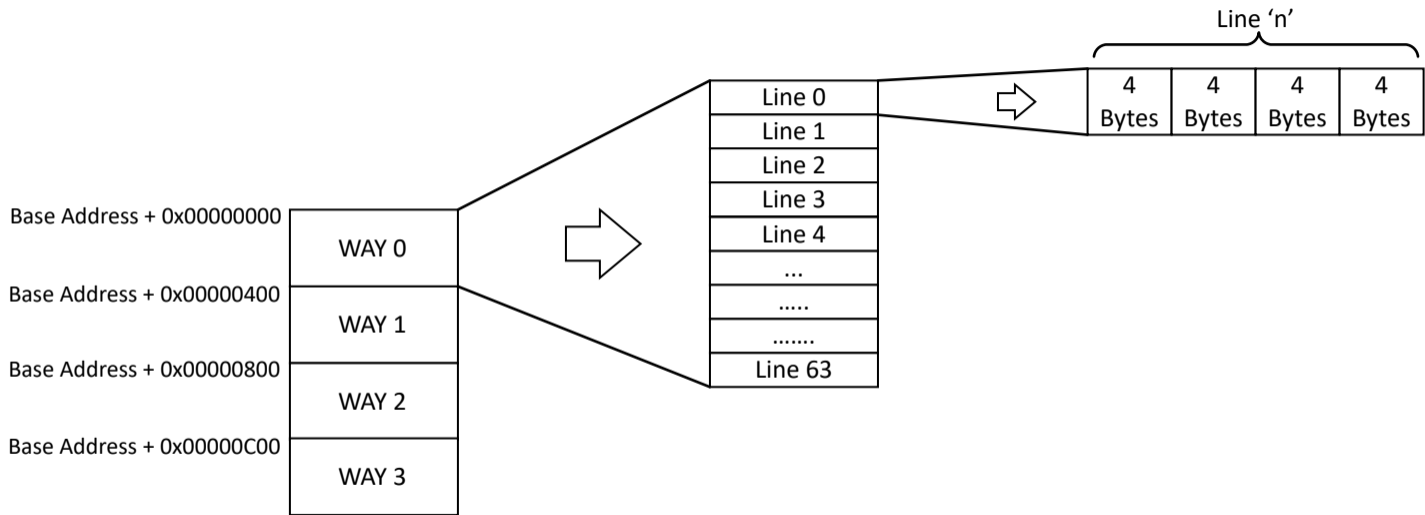 Line ‘n’
4 Bytes
4 Bytes
4 Bytes
4 Bytes
Line 0
Line 1
Line 2
Line 3
Line 4
...
.....
.......
Line 63
Base Address + 0x00000000
WAY 0
Base Address + 0x00000400
WAY 1
Base Address + 0x00000800
WAY 2
Base Address + 0x00000C00
WAY 3